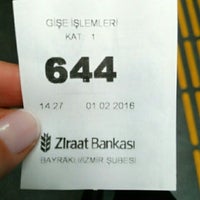 GİŞE İŞLEMLERİ
KAT: 1
644
14:27 01.02.2016
Ziraat Bankası
BAYRAKLI/İZMİR ŞUBESİ